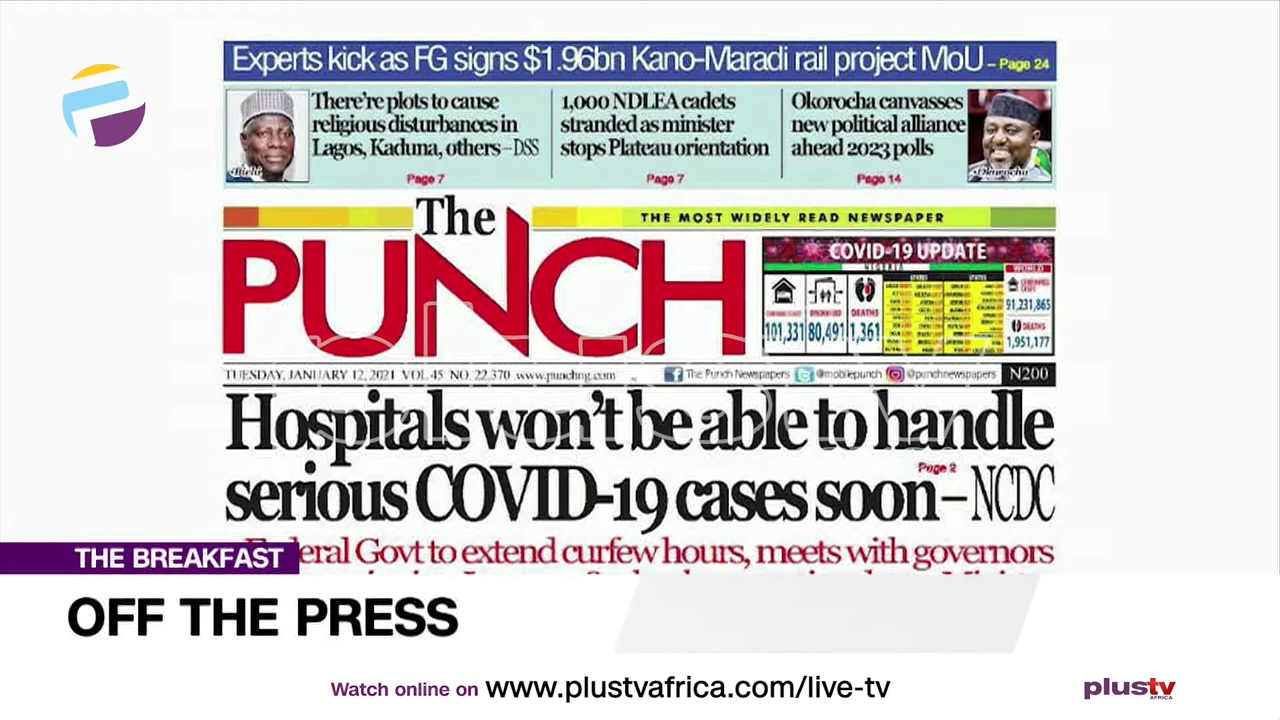 Experts kick as FG signs $1.96bn Kano-Maradi rail project MoU – Page 24
There're plots to cause
religious disturbances in
Lagos, Kaduna, others – DSS
Page 7
1,000 NDLEA cadets
stranded as minister
stops Plateau orientation
Page 7
Okorocha canvasses
new political alliance
ahead 2023 polls
Page 14
Okorocha
The
PUNCH
THE MOST WIDELY READ NEWSPAPER
COVID-19 UPDATE
NIGERIA
WORLD
DEATHS
101,331
80,491
1,361
91,231,865
DEATHS
1,951,177
TUESDAY, JANUARY 12, 2021 VOL. 45 NO. 22,370 www.punchng.com
The Punch Newspapers @mobilepunch @punchnewspapers N200
Hospitals won't be able to handle
serious COVID-19 cases soon – NCDC
Page 2
Govt to extend curfew hours, meets with governors
THE BREAKFAST
OFF THE PRESS
Watch online on www.plustvafrica.com/live-tv
plustv
AFRICA